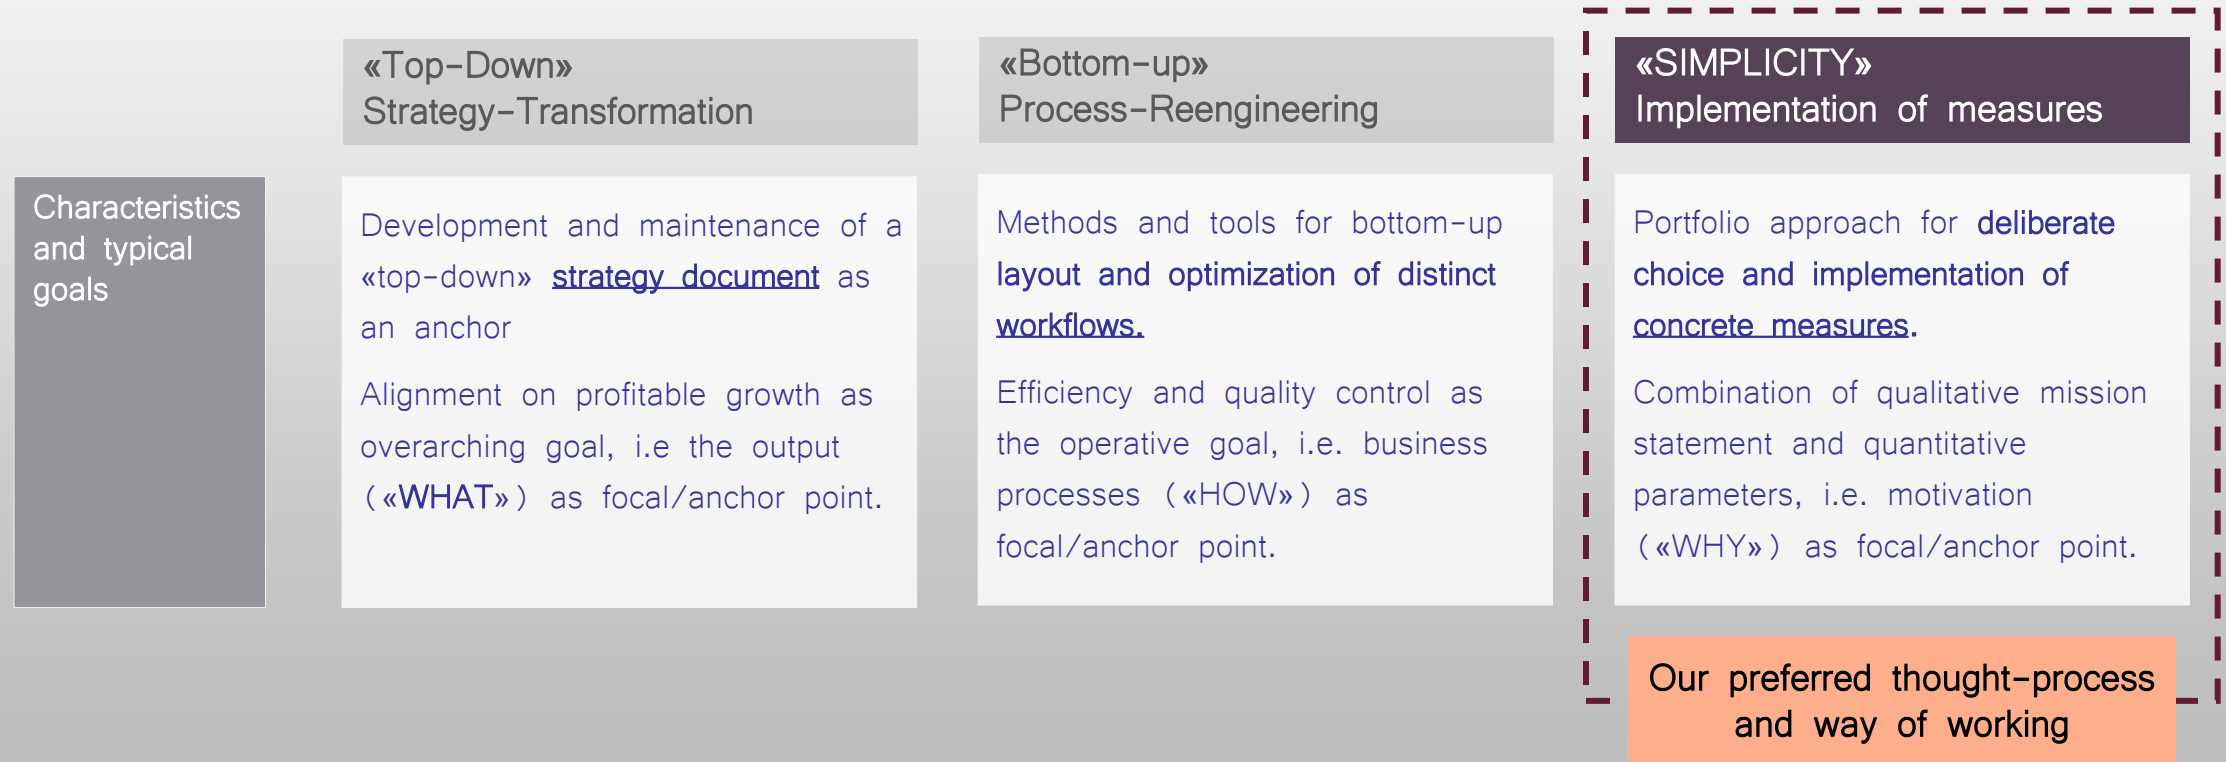 «Top-Down»
Strategy-Transformation
«Bottom-up»
Process-Reengineering
«SIMPLICITY»
Implementation of measures
Characteristics
and typical
goals
Development and maintenance of a
«top-down» strategy document as
an anchor
Alignment on profitable growth as
overarching goal, i.e the output
(«WHAT») as focal/anchor point.
Methods and tools for bottom-up
layout and optimization of distinct
workflows.
Efficiency and quality control as
the operative goal, i.e. business
processes («HOW») as
focal/anchor point.
Portfolio approach for deliberate
choice and implementation of
concrete measures.
Combination of qualitative mission
statement and quantitative
parameters, i.e. motivation
(«WHY») as focal/anchor point.
Our preferred thought-process
and way of working